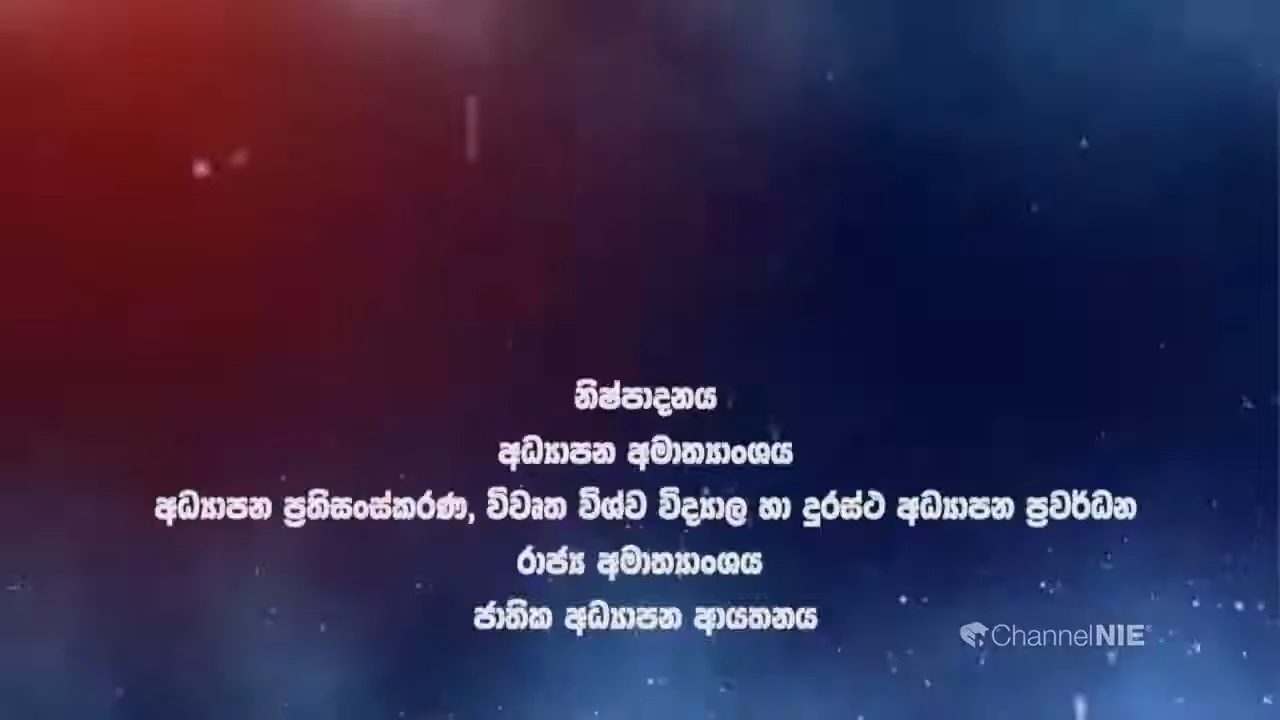 නිෂ්පාදනය
අධ්‍යාපන අමාත්‍යාංශය
අධ්‍යාපන ප්‍රතිසංස්කරණ, විවෘත විශ්ව විද්‍යාල හා දුරස්ථ අධ්‍යාපන ප්‍රවර්ධන
රාජ්‍ය අමාත්‍යාංශය
ජාතික අධ්‍යාපන ආයතනය
ChannelNIE